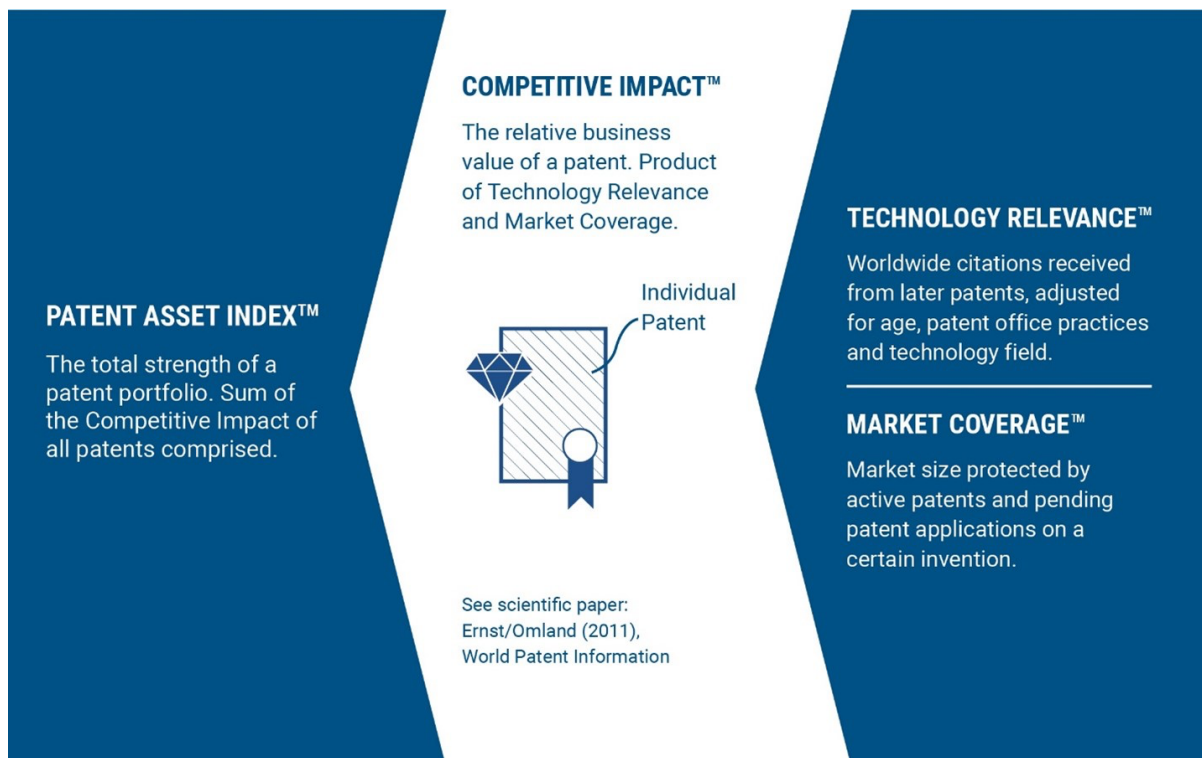 PATENT ASSET INDEX™
The total strength of a
patent portfolio. Sum of
the Competitive Impact of
all patents comprised.
COMPETITIVE IMPACT™
The relative business
value of a patent. Product
of Technology Relevance
and Market Coverage.
Individual
Patent
See scientific paper:
Ernst/Omland (2011),
World Patent Information
TECHNOLOGY RELEVANCE™
Worldwide citations received
from later patents, adjusted
for age, patent office practices
and technology field.
MARKET COVERAGE™
Market size protected by
active patents and pending
patent applications on a
certain invention.